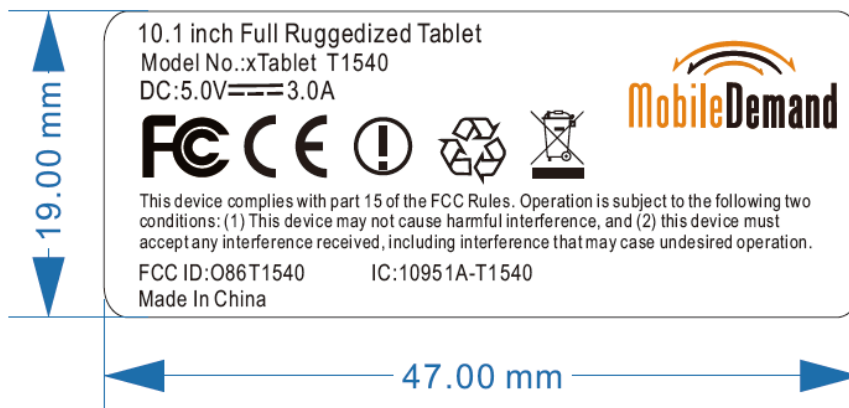 10.1 inch Full Ruggedized Tablet
Model No.:xTablet T1540
DC:5.0V 3.0A
MobileDemand
FC CE
This device complies with part 15 of the FCC Rules. Operation is subject to the following two
conditions: (1) This device may not cause harmful interference, and (2) this device must
accept any interference received, including interference that may case undesired operation.
FCC ID:O86T1540 IC:10951A-T1540
Made In China
19.00 mm
47.00 mm